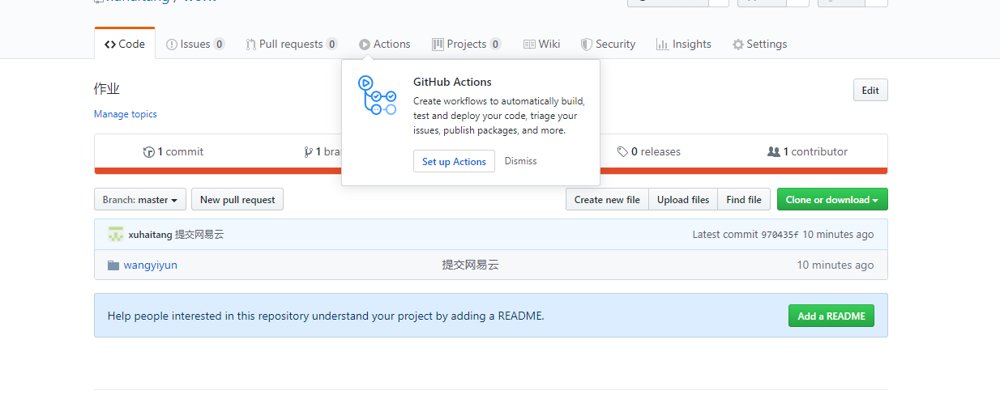 Code
Issues 0
Pull requests 0
Actions
Projects 0
Wiki
Security
Insights
Settings
作业
Edit
Manage topics
GitHub Actions
Create workflows to automatically build,
test and deploy your code, triage your
issues, publish packages, and more.
Set up Actions
Dismiss
1 commit
1
0 releases
1 contributor
Branch: master
New pull request
Create new file
Upload files
Find file
Clone or download
xuhaitang 提交网易云
Latest commit 970435f 10 minutes ago
wangyiyun
提交网易云
10 minutes ago
Help people interested in this repository understand your project by adding a README.
Add a README